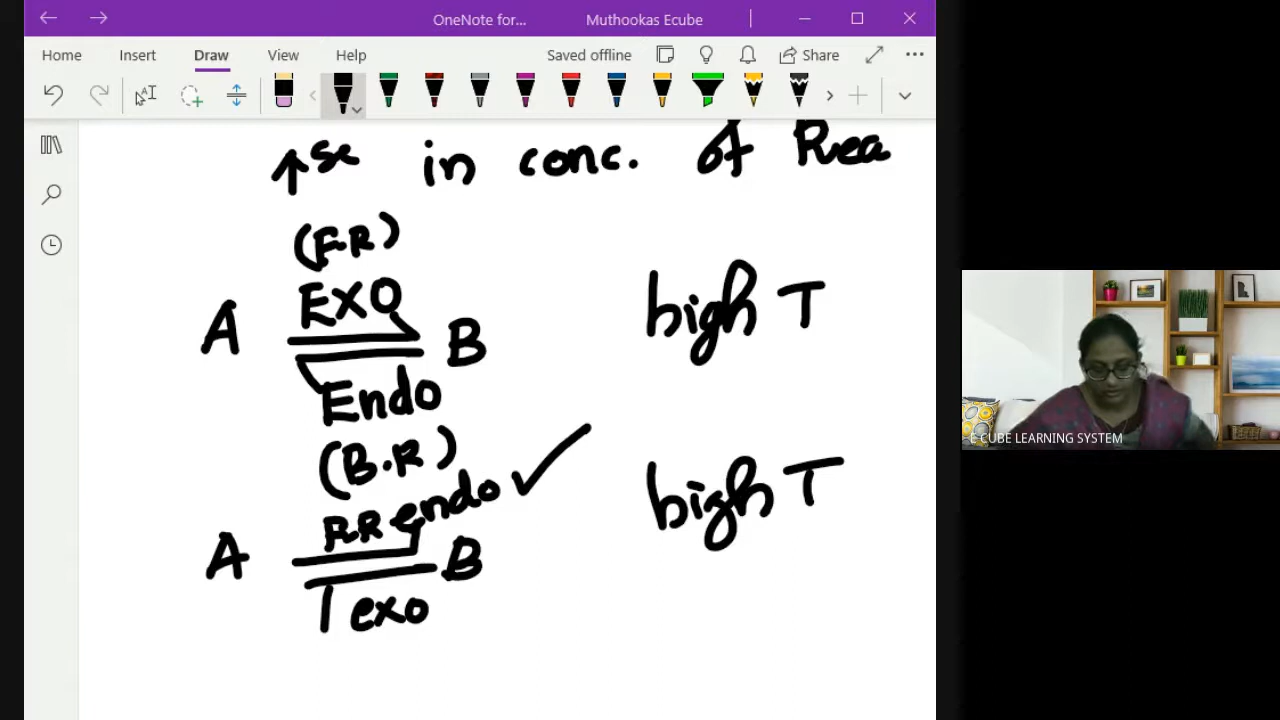 OneNote for... Muthookas Ecube
Home Insert Draw View Help Saved offline Share
↑se in conc. of Rea
(F.R)
EXO
A B high T
Endo
(B.R)
endo ✓ high T
A B
exo
E CUBE LEARNING SYSTEM